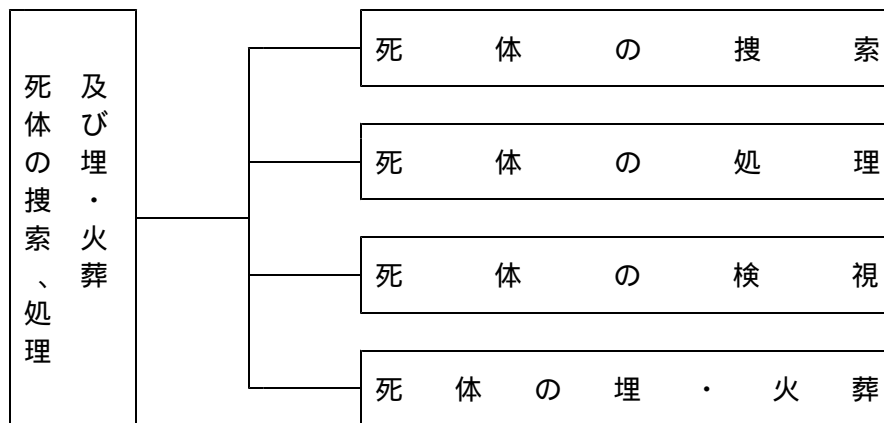 死体の捜索、処理
及び埋・火葬
死体の捜索
死体の処理
死体の検視
死体の埋・火葬